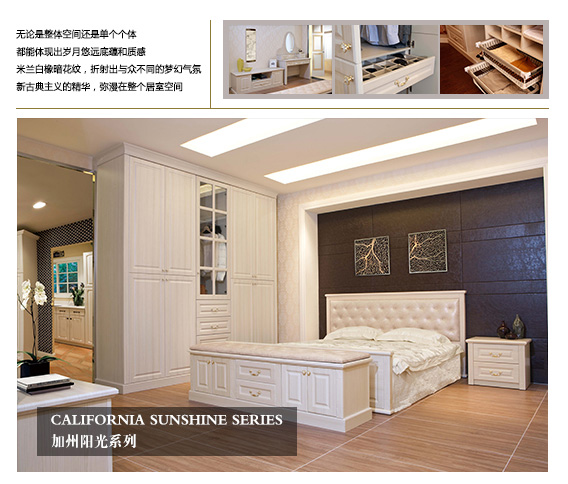 无论是整体空间还是单个个体
都能体现出岁月悠远底蕴和质感
米兰白橡暗花纹，折射出与众不同的梦幻气氛
新古典主义的精华，弥漫在整个居室空间
CALIFORNIA SUNSHINE SERIES
加州阳光系列